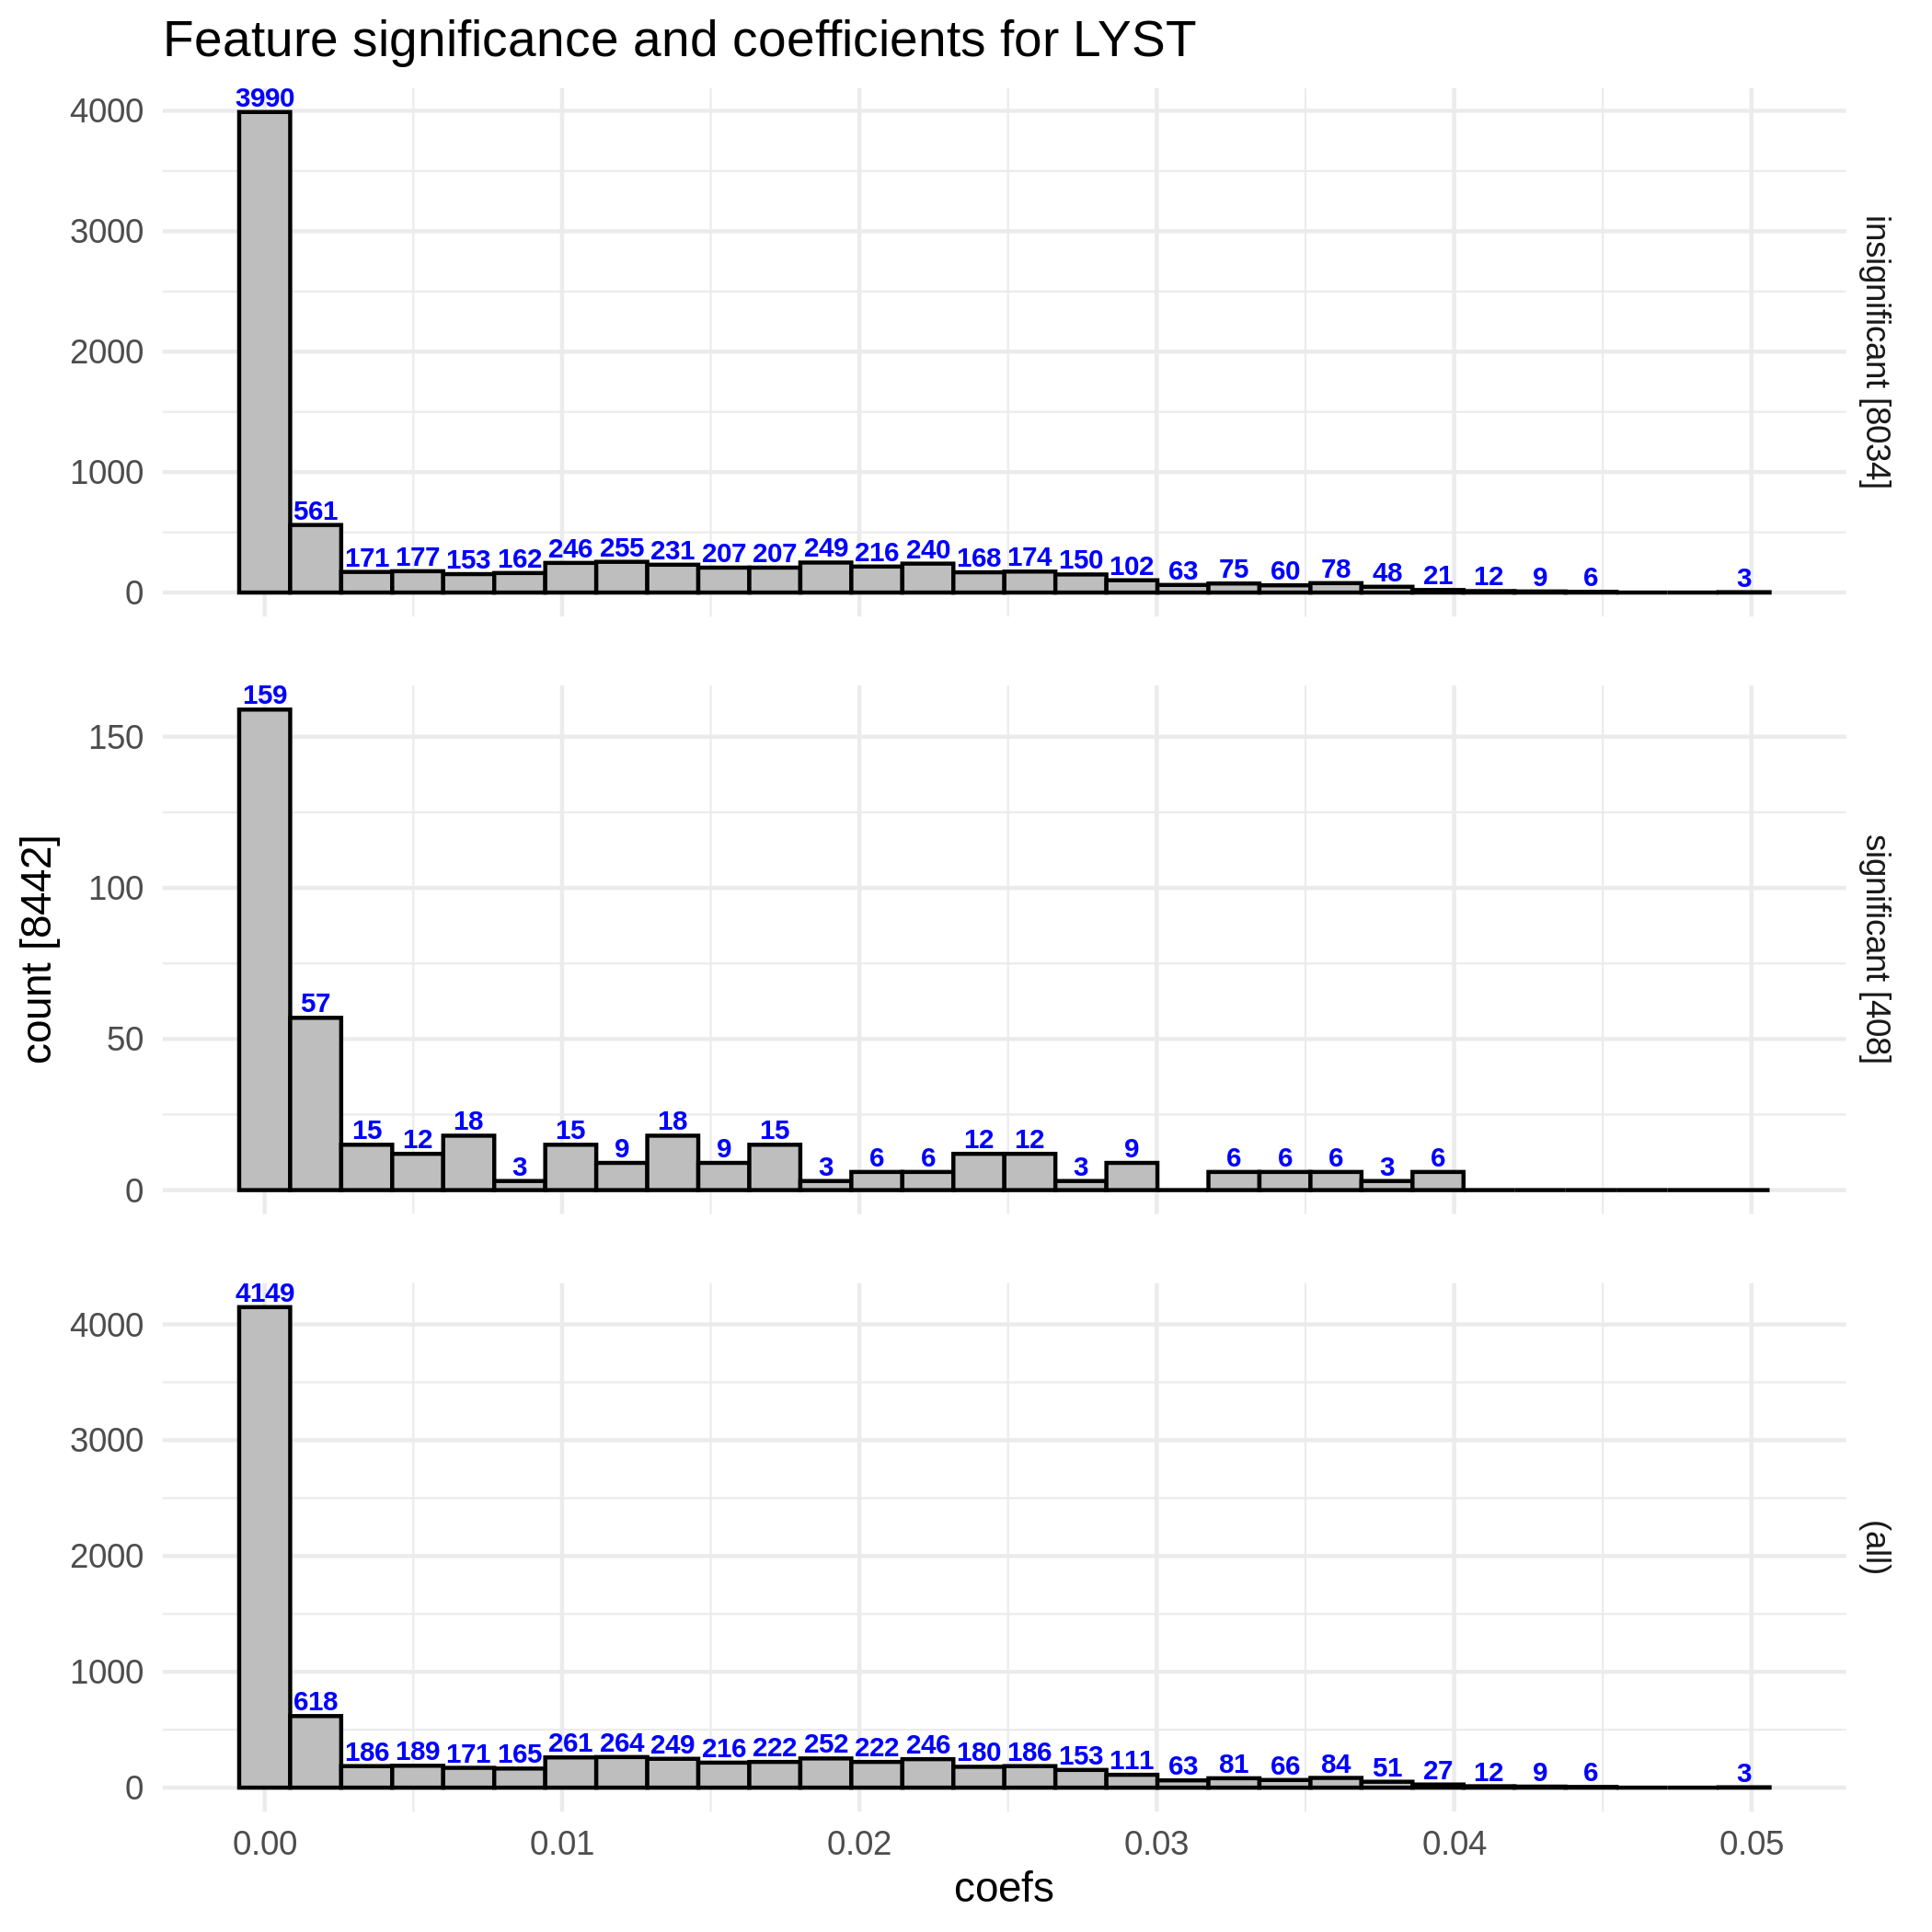 Feature significance and coefficients for LYST
3990
4000
3000
2000
1000
0
561
171 177 153 162 246 255 231 207 207 249 216 240 168 174 150 102 63 75 60 78 48 21 12 9 6 3
insignificant [8034]
159
150
100
50
0
57
15 12 18 3 15 9 18 9 15 3 6 6 12 12 3 9 6 6 6 3 6
significant [408]
count [8442]
4149
4000
3000
2000
1000
0
618
186 189 171 165 261 264 249 216 222 252 222 246 180 186 153 111 63 81 66 84 51 27 12 9 6 3
(all)
0.00 0.01 0.02 0.03 0.04 0.05
coefs